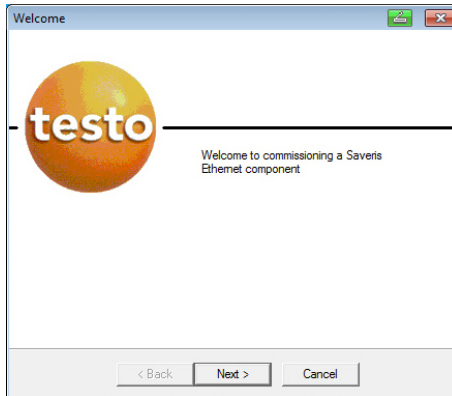 Welcome
testo
Welcome to commissioning a Saveris
Ethernet component
< Back
Next >
Cancel